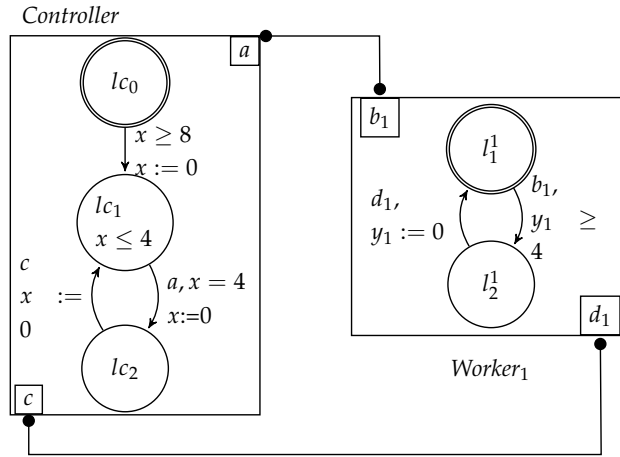 Controller
a
lc0
x ≥ 8
x := 0
lc1
x ≤ 4
c
x :=
0
a, x = 4
x:=0
lc2
c
b1
l11
d1,
y1 := 0
b1,
y1 ≥
4
l12
d1
Worker1